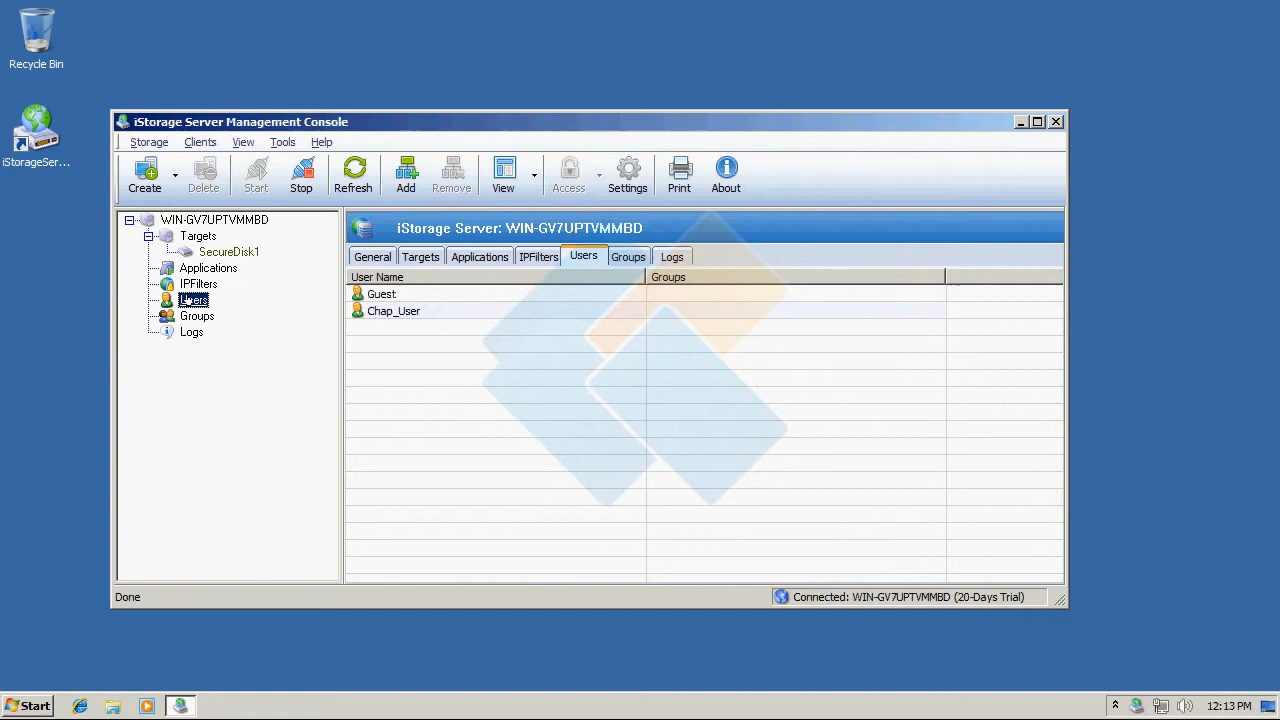 Recycle Bin
iStorageSer...
iStorage Server Management Console
Storage Clients View Tools Help
Create Delete Start Stop Refresh Add Remove View Access Settings Print About
WIN-GV7UPTVMMBD
Targets
SecureDisk1
Applications
IPFilters
Users
Groups
Logs
iStorage Server: WIN-GV7UPTVMMBD
General Targets Applications IPFilters Users Groups Logs
User Name Groups
Guest
Chap_User
Done
Connected: WIN-GV7UPTVMMBD (20-Days Trial)
Start
12:13 PM